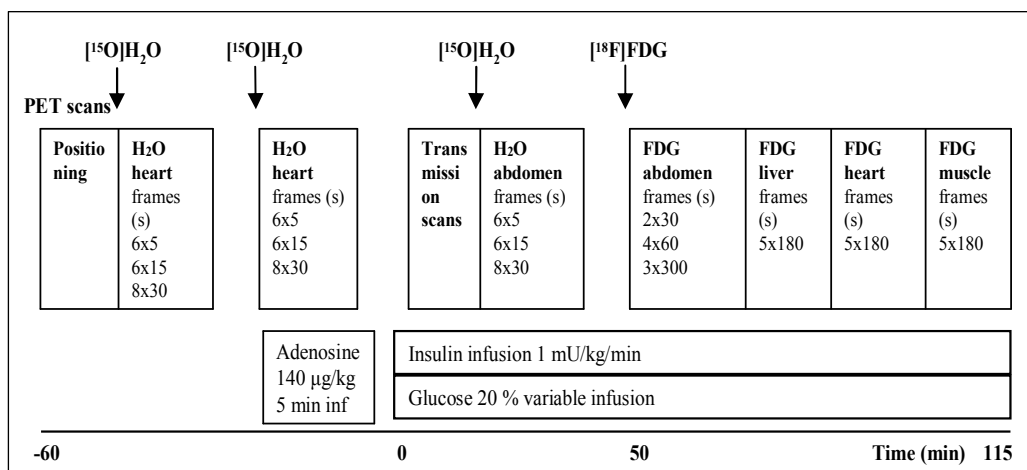 [¹⁵O]H₂O
[¹⁵O]H₂O
[¹⁵O]H₂O
[¹⁸F]FDG
PET scans
Positio
ning
H₂O
heart
frames
(s)
6x5
6x15
8x30
H₂O
heart
frames (s)
6x5
6x15
8x30
Trans
missi
on
scans
H₂O
abdomen
frames (s)
6x5
6x15
8x30
FDG
abdomen
frames (s)
2x30
4x60
3x300
FDG
liver
frames
(s)
5x180
FDG
heart
frames
(s)
5x180
FDG
muscle
frames
(s)
5x180
Adenosine
140 µg/kg
5 min inf
Insulin infusion 1 mU/kg/min
Glucose 20 % variable infusion
-60 0 50 Time (min) 115